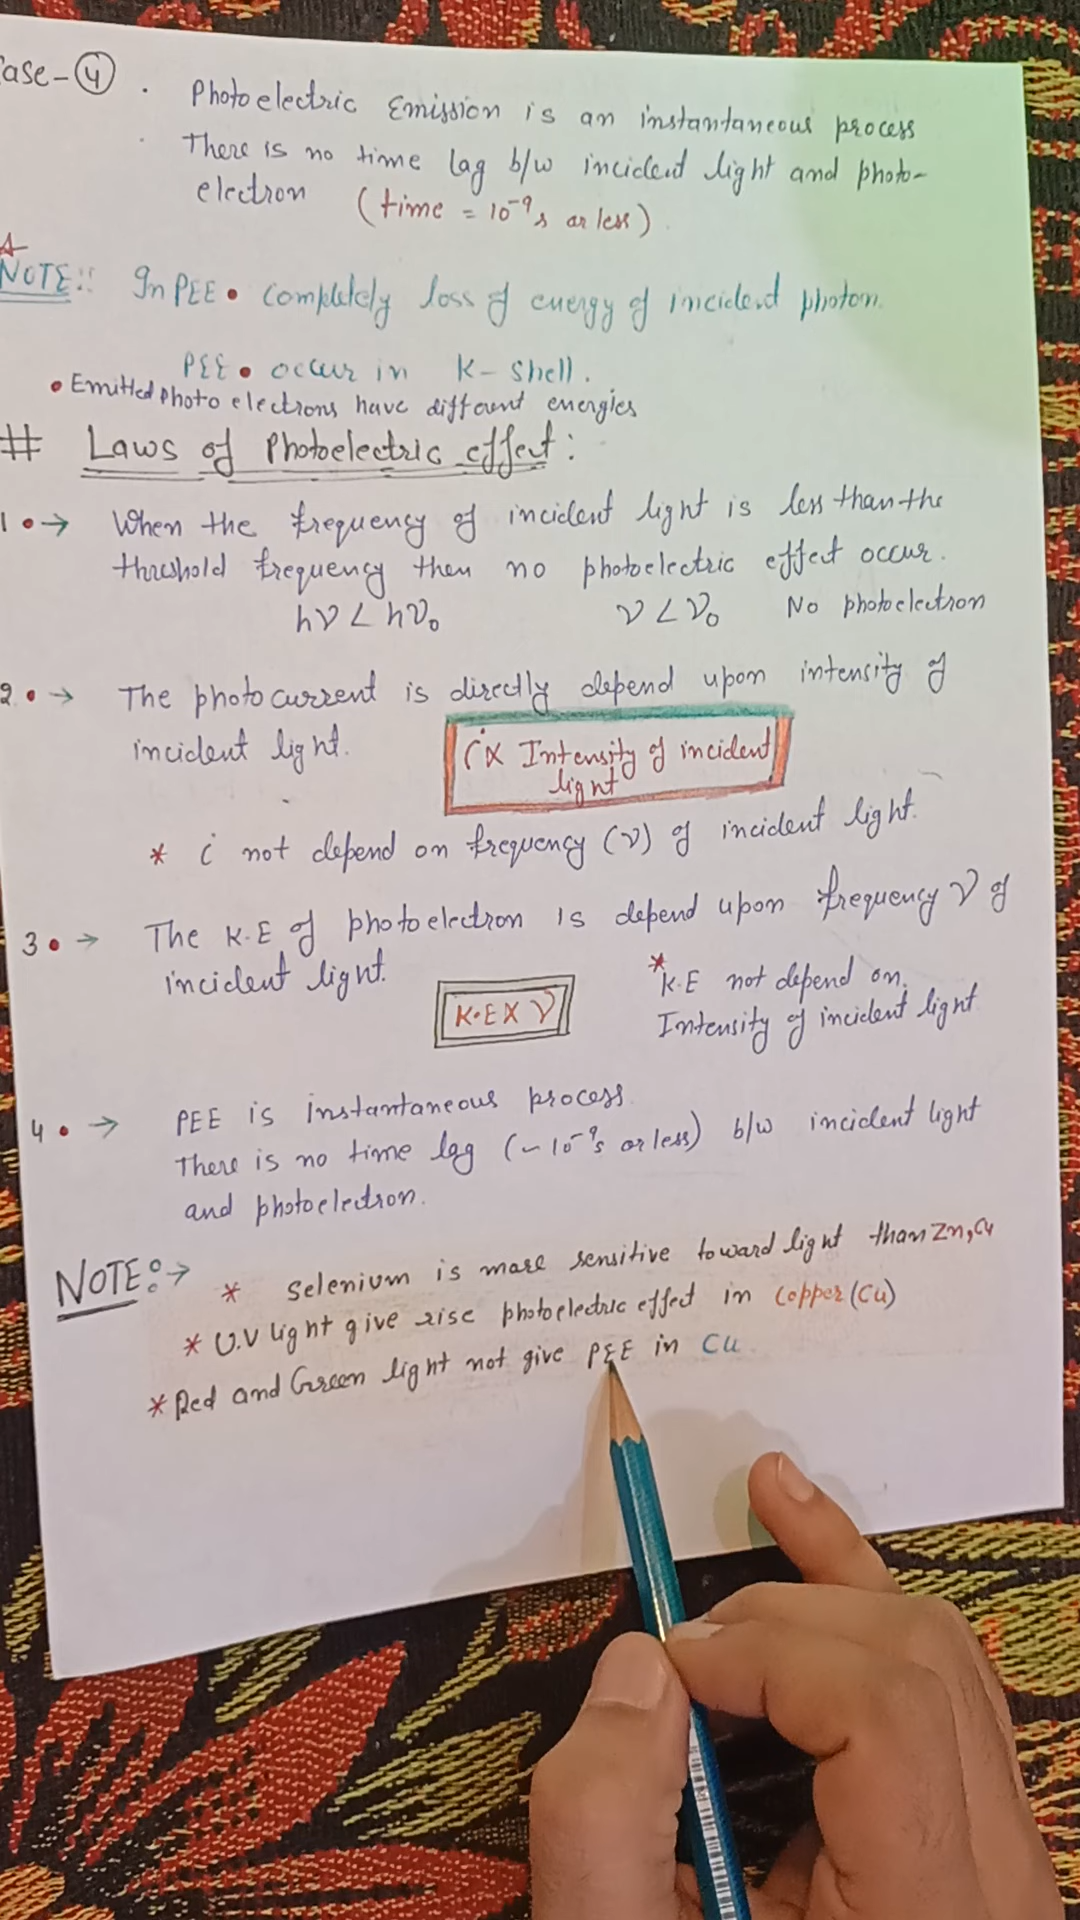 Case-4 . Photoelectric Emission is an instantaneous process
There is no time lag b/w incident light and photo-
electron (time = 10⁻⁹s or less)
NOTE!! In PEE • Completely loss of energy of incident photon.
PEE • occur in K-shell.
• Emitted photo electrons have different energies
# Laws of Photoelectric effect:
1 •→ When the frequency of incident light is less than the
threshold frequency then no photoelectric effect occur.
hν < hν₀ ν < ν₀ No photoelectron
2 •→ The photocurrent is directly depend upon intensity of
incident light.
i ∝ Intensity of incident
light
* i not depend on frequency (ν) of incident light.
3 •→ The K.E of photoelectron is depend upon frequency ν of
incident light.
K.E ∝ ν
* K.E not depend on
Intensity of incident light
4 •→ PEE is instantaneous process
There is no time lag (~10⁻⁹s or less) b/w incident light
and photoelectron.
NOTE:→ * Selenium is more sensitive toward light than Zn, Cu
* U.V light give rise photoelectric effect in Copper (Cu)
* Red and Green light not give PEE in Cu